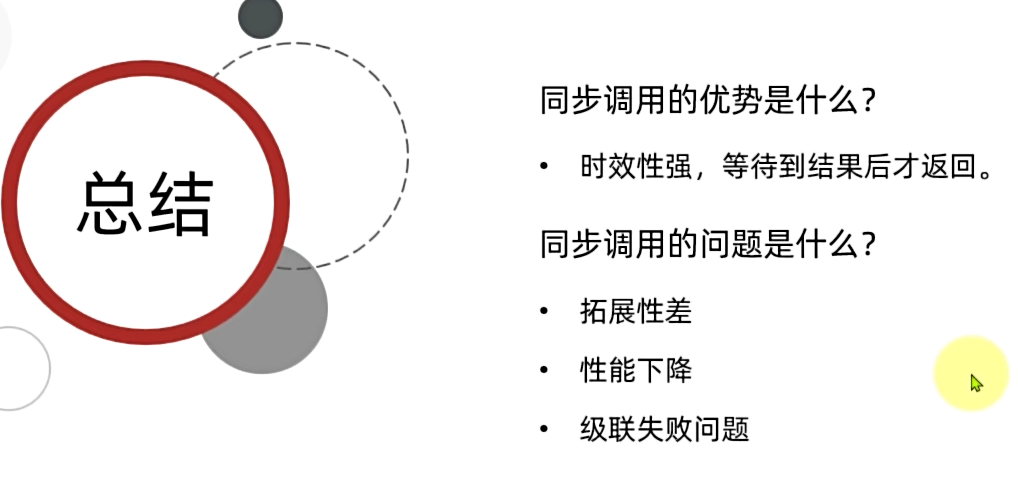 总结
同步调用的优势是什么？
• 时效性强，等待到结果后才返回。
同步调用的问题是什么？
• 拓展性差
• 性能下降
• 级联失败问题